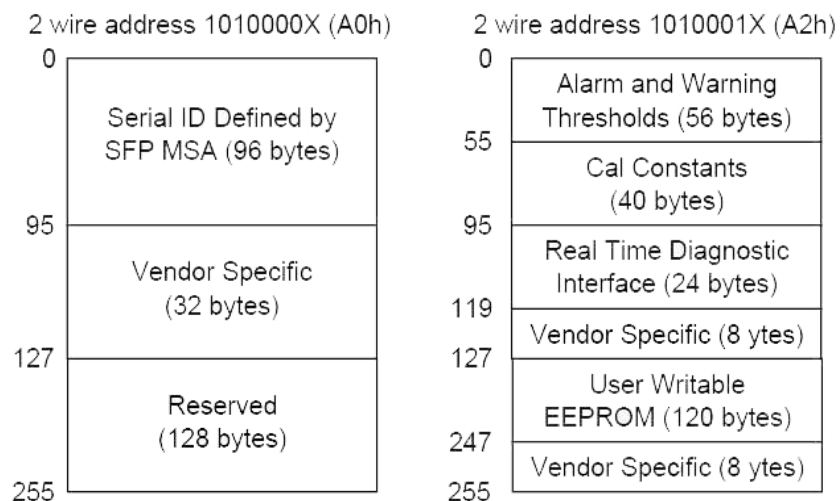 2 wire address 1010000X (A0h)
0
Serial ID Defined by
SFP MSA (96 bytes)
95
Vendor Specific
(32 bytes)
127
Reserved
(128 bytes)
255
2 wire address 1010001X (A2h)
0
Alarm and Warning
Thresholds (56 bytes)
55
Cal Constants
(40 bytes)
95
Real Time Diagnostic
Interface (24 bytes)
119
Vendor Specific (8 ytes)
127
User Writable
EEPROM (120 bytes)
247
Vendor Specific (8 ytes)
255